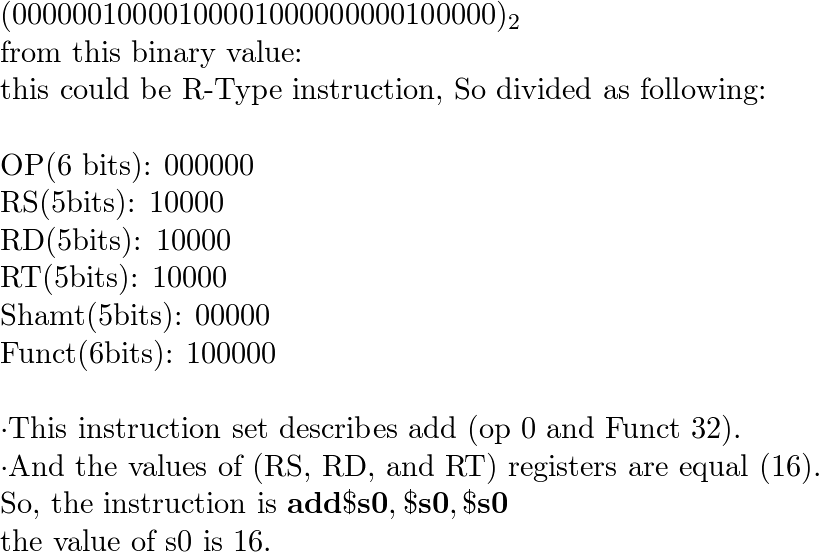 (00000010000100001000000000100000)₂
from this binary value:
this could be R-Type instruction, So divided as following:
OP(6 bits): 000000
RS(5bits): 10000
RD(5bits): 10000
RT(5bits): 10000
Shamt(5bits): 00000
Funct(6bits): 100000
·This instruction set describes add (op 0 and Funct 32).
·And the values of (RS, RD, and RT) registers are equal (16).
So, the instruction is add$s0, $s0, $s0
the value of s0 is 16.